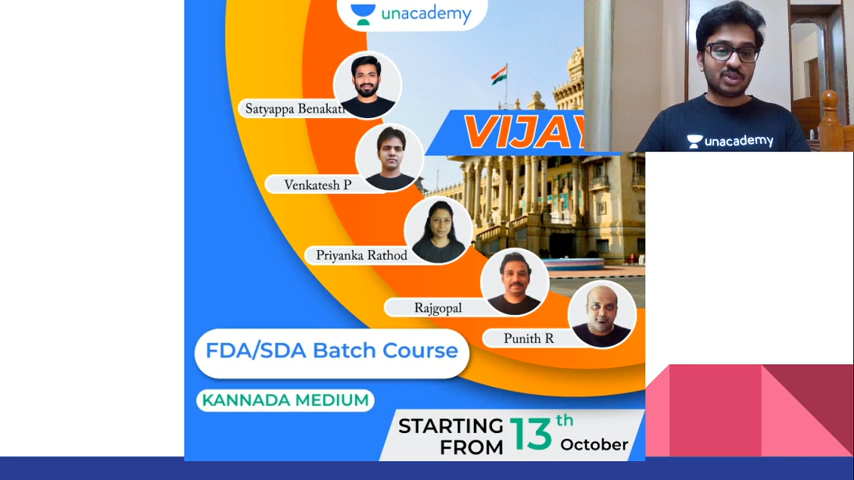 unacademy
Satyappa Benakatti
VIJAY
unacademy
Venkatesh P
Priyanka Rathod
Rajgopal
Punith R
FDA/SDA Batch Course
KANNADA MEDIUM
STARTING FROM 13th October